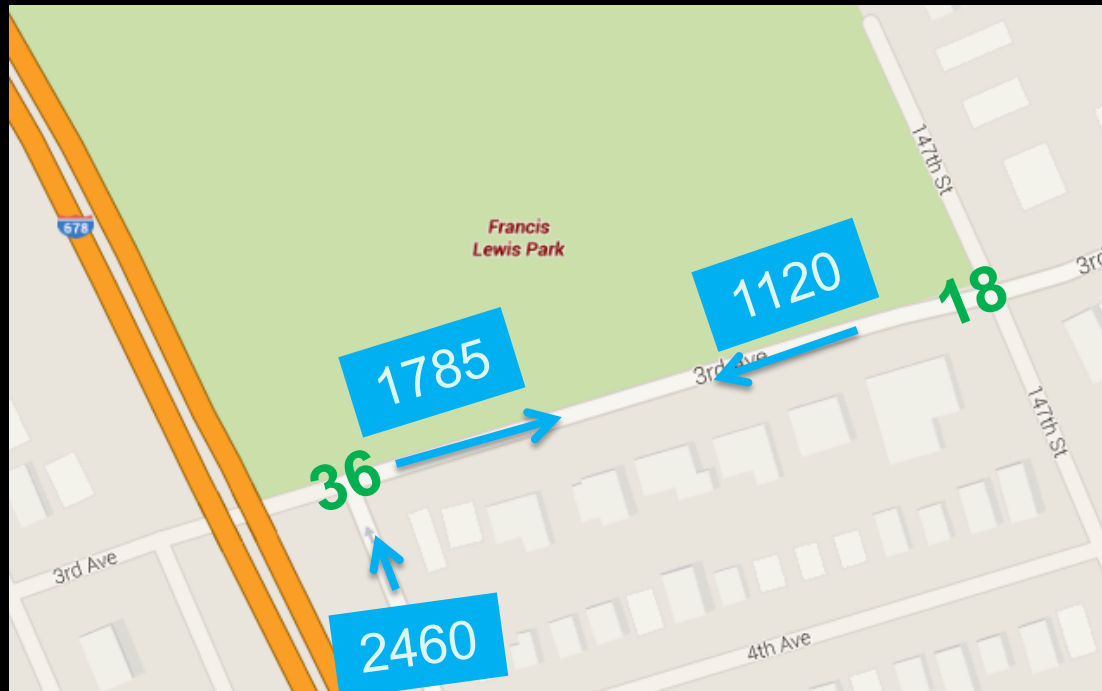 147th St
678
Francis
Lewis Park
1120
3rd
18
1785
3rd Ave
147th St
36
3rd Ave
2460
4th Ave